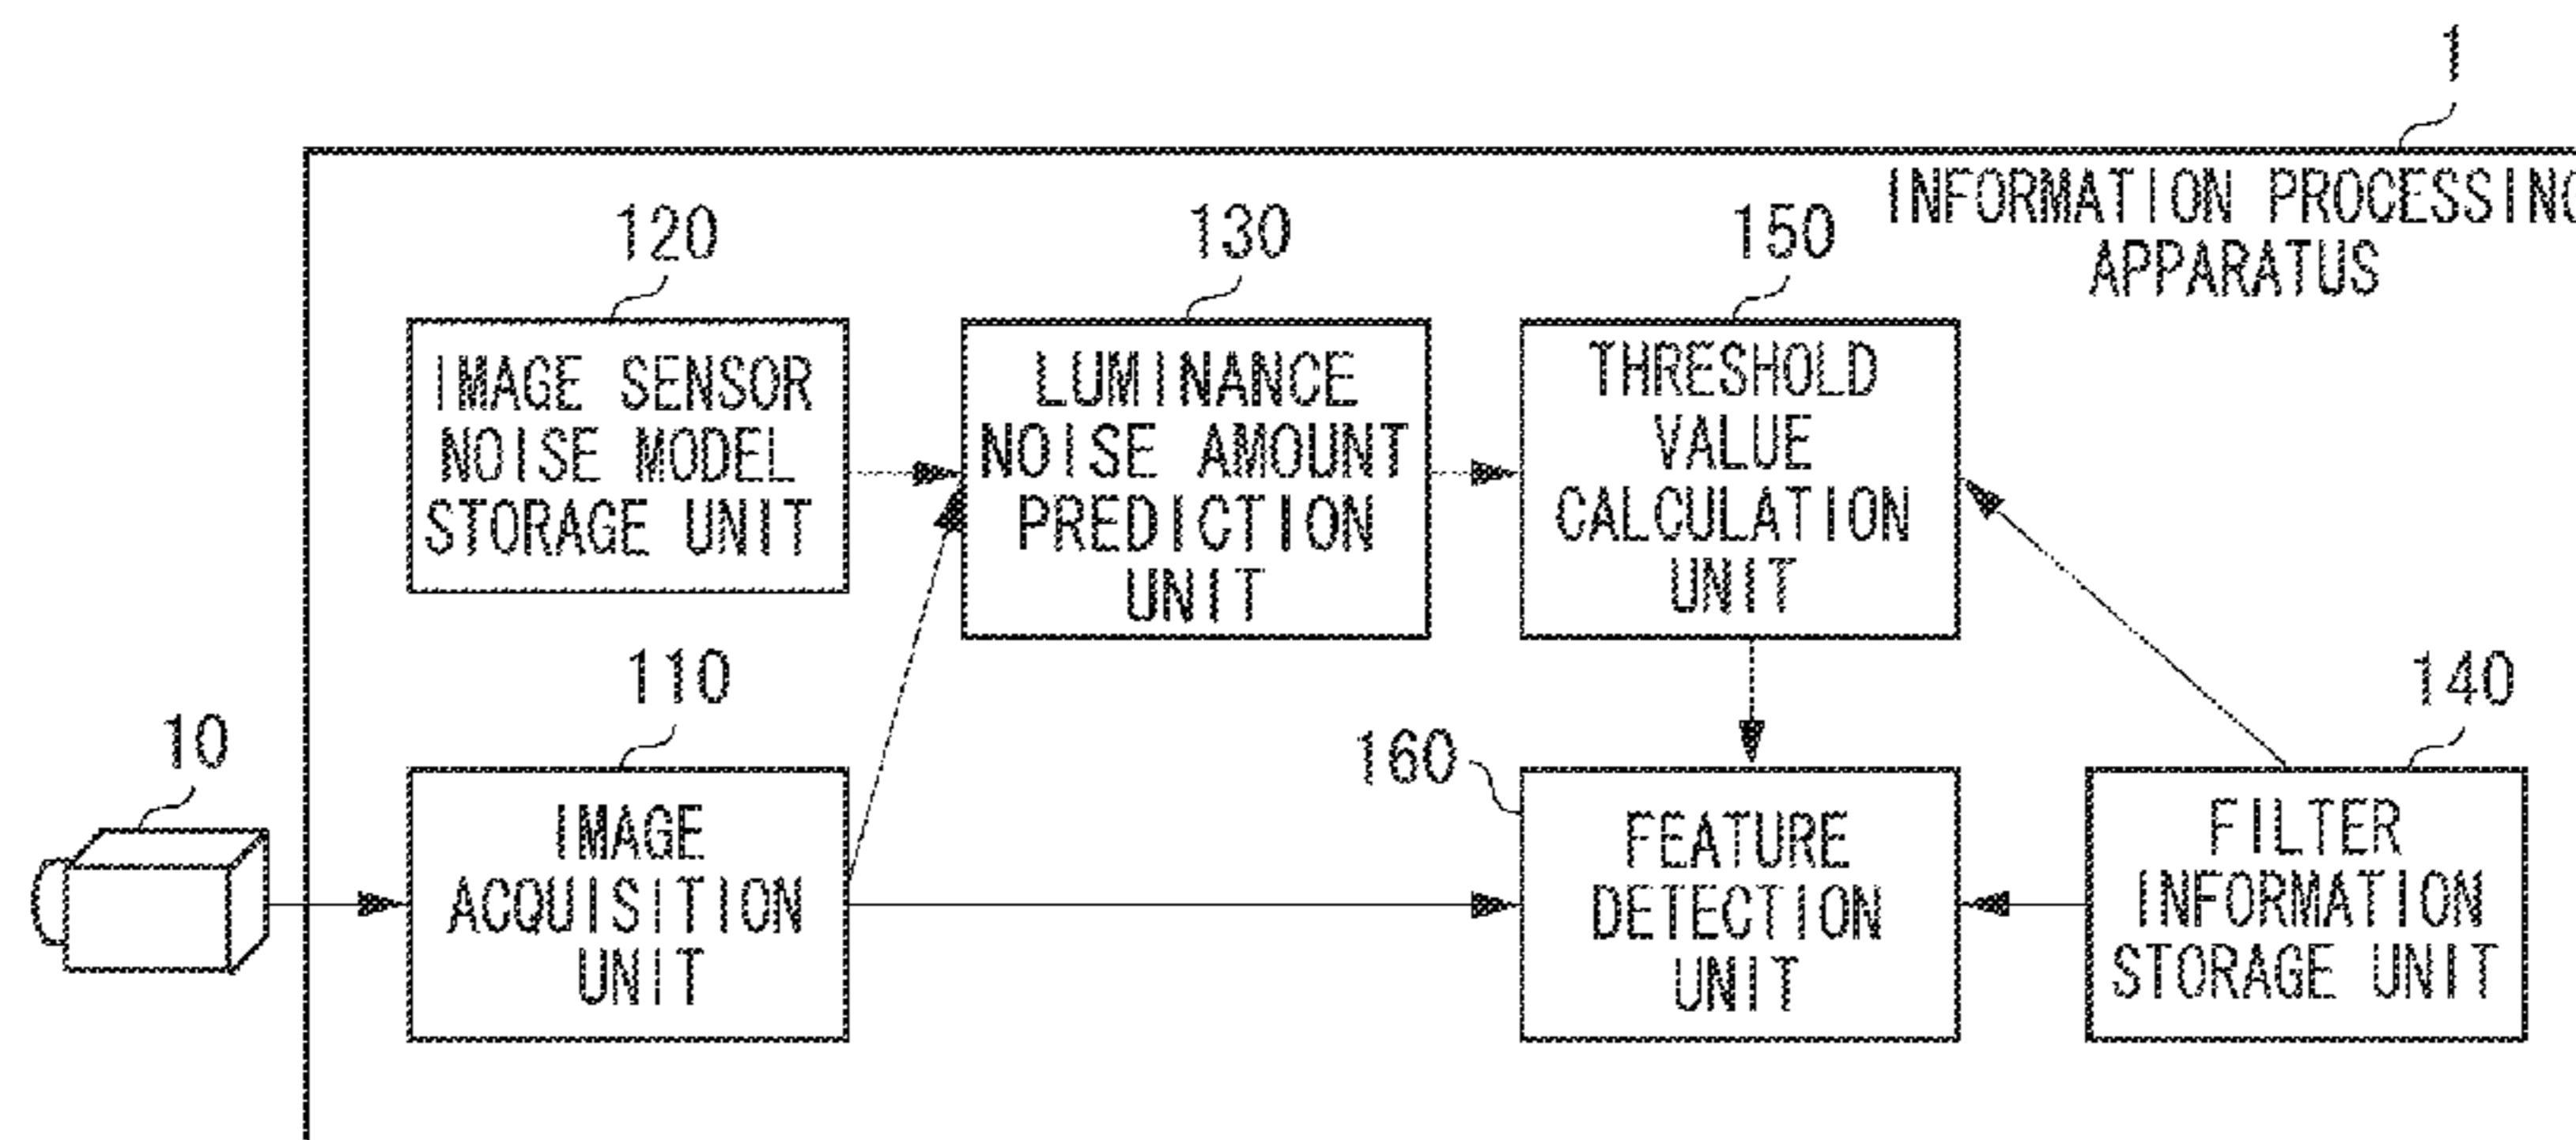 1
INFORMATION PROCESSING
APPARATUS
120
130
150
IMAGE SENSOR
NOISE MODEL
STORAGE UNIT
LUMINANCE
NOISE AMOUNT
PREDICTION
UNIT
THRESHOLD
VALUE
CALCULATION
UNIT
10
110
160
140
IMAGE
ACQUISITION
UNIT
FEATURE
DETECTION
UNIT
FILTER
INFORMATION
STORAGE UNIT